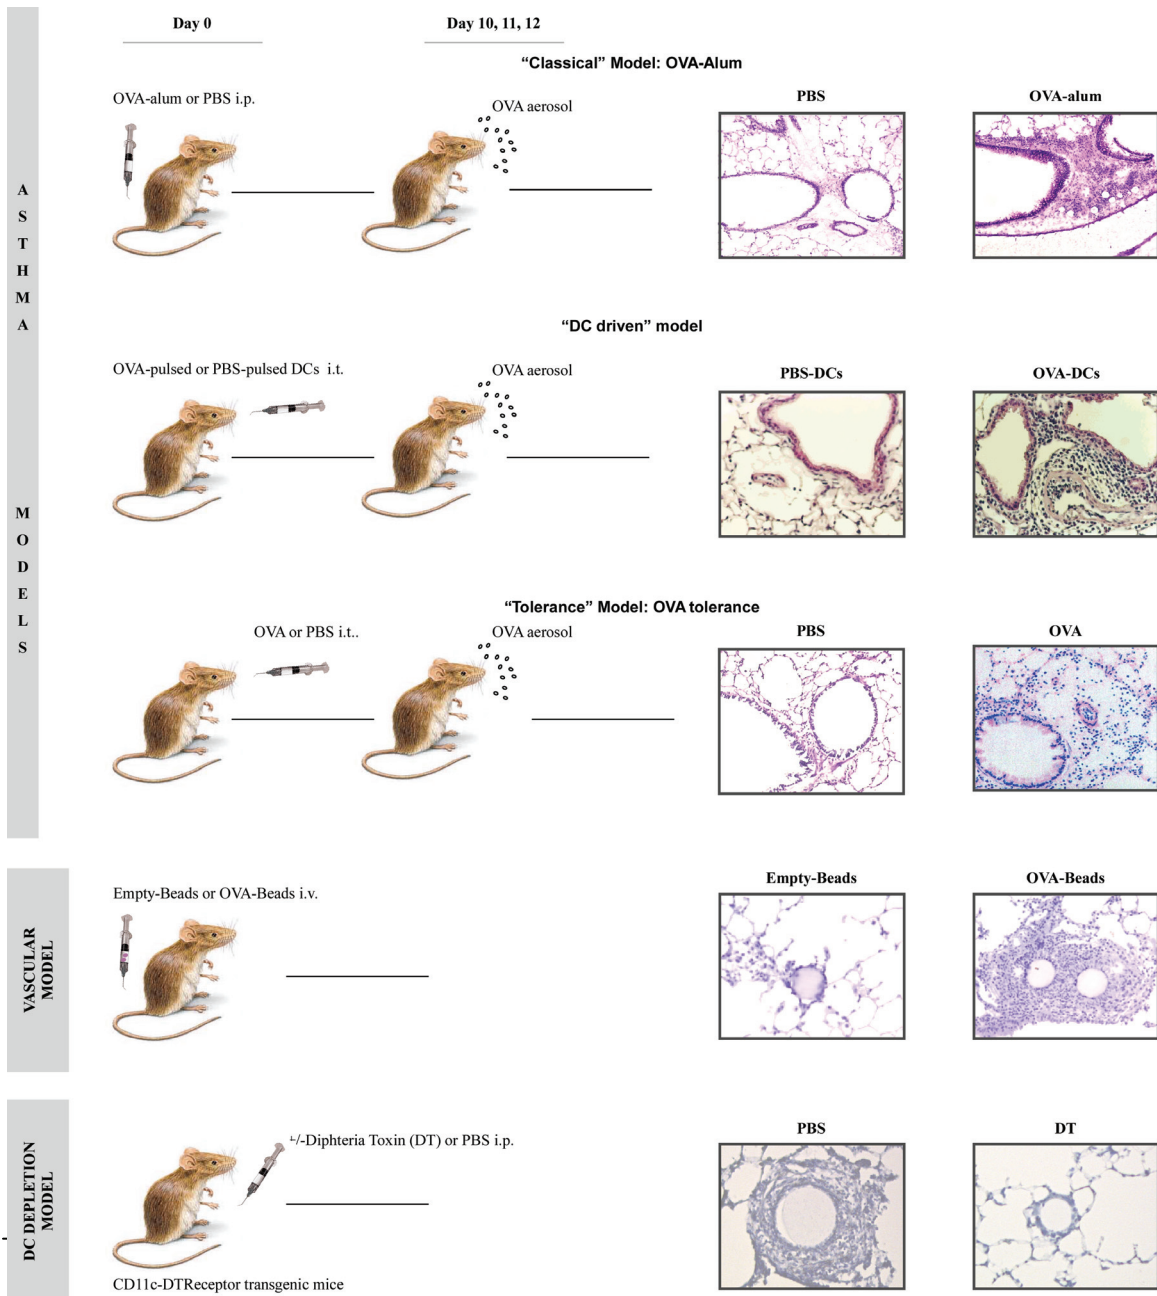 Day 0
Day 10, 11, 12
“Classical” Model: OVA-Alum
OVA-alum or PBS i.p.
OVA aerosol
PBS
OVA-alum
ASTHMA MODELS
“DC driven” model
OVA-pulsed or PBS-pulsed DCs i.t.
OVA aerosol
PBS-DCs
OVA-DCs
“Tolerance” Model: OVA tolerance
OVA or PBS i.t..
OVA aerosol
PBS
OVA
VASCULAR
MODEL
Empty-Beads or OVA-Beads i.v.
Empty-Beads
OVA-Beads
DC DEPLETION
MODEL
+/-Diphteria Toxin (DT) or PBS i.p.
PBS
DT
CD11c-DTReceptor transgenic mice